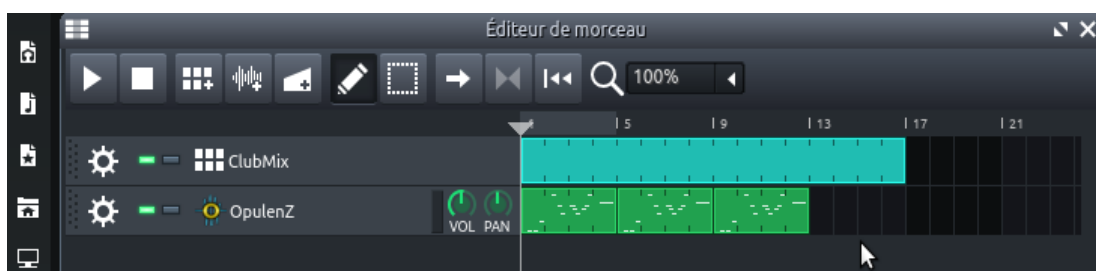 Éditeur de morceau
100%
5 9 13 17 21
ClubMix
OpulenZ
VOL PAN